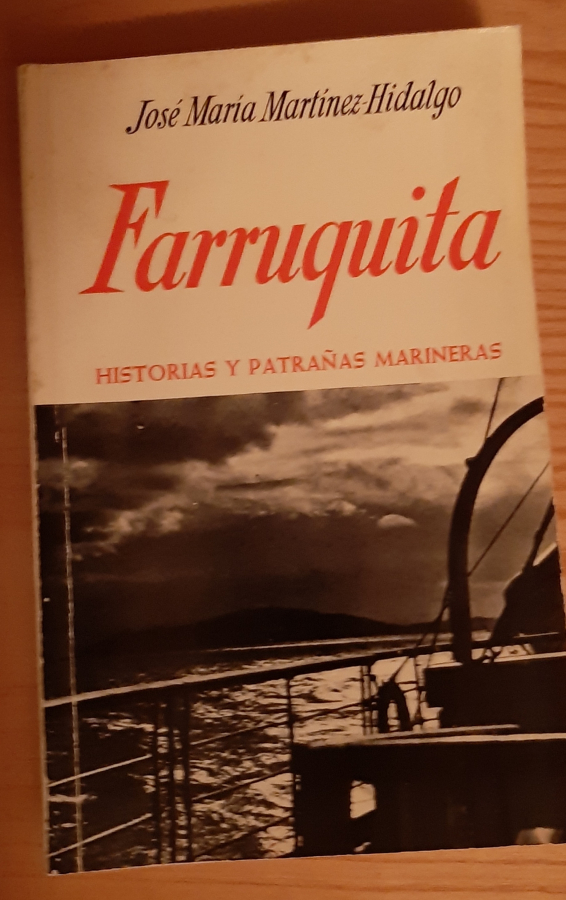 José María Martínez-Hidalgo
Farruquita
HISTORIAS Y PATRAÑAS MARINERAS